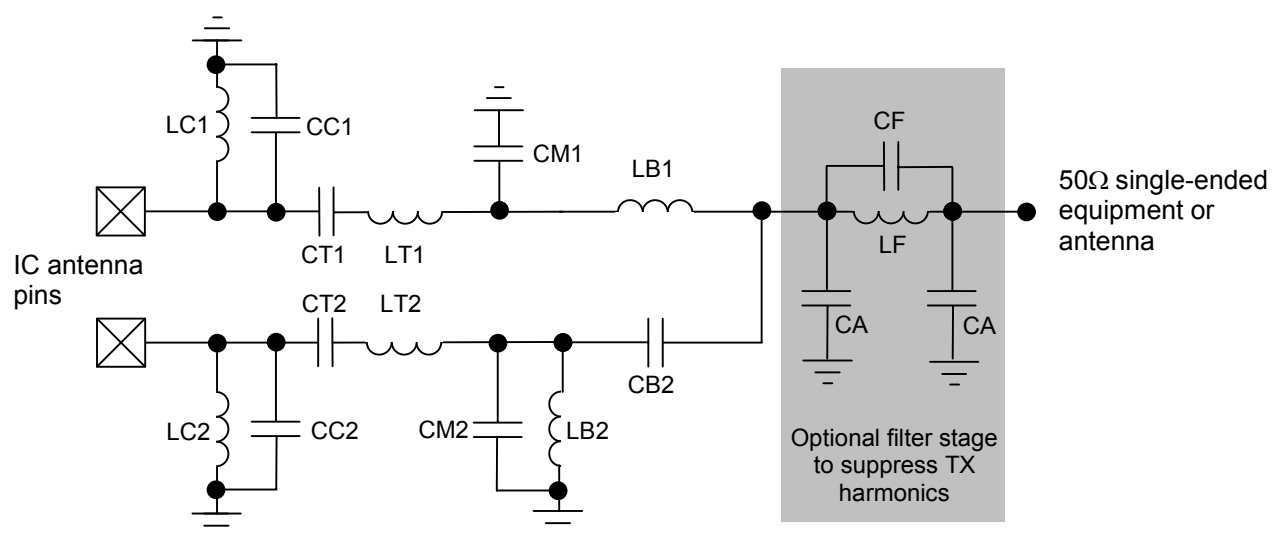 LC1
CC1
CM1
LB1
CF
LF
CT1
LT1
CA
CA
50Ω single-ended
equipment or
antenna
IC antenna
pins
CT2
LT2
CB2
LC2
CC2
CM2
LB2
Optional filter stage
to suppress TX
harmonics